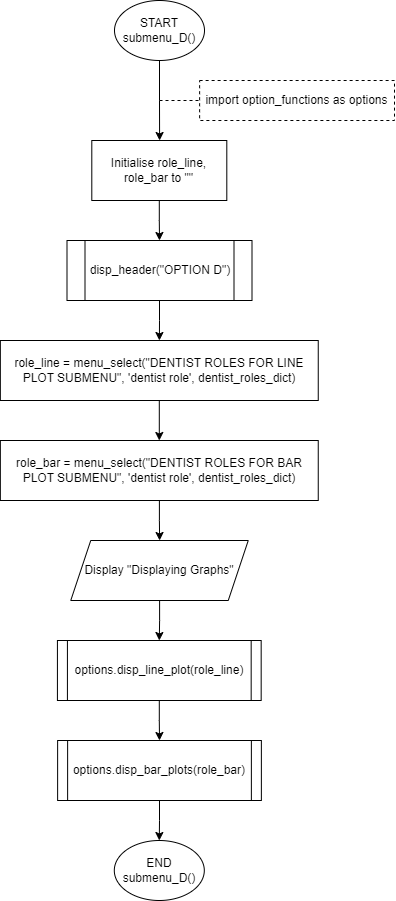 START
submenu_D()
import option_functions as options
Initialise role_line,
role_bar to ""
disp_header("OPTION D")
role_line = menu_select("DENTIST ROLES FOR LINE
PLOT SUBMENU", 'dentist role', dentist_roles_dict)
role_bar = menu_select("DENTIST ROLES FOR BAR
PLOT SUBMENU", 'dentist role', dentist_roles_dict)
Display "Displaying Graphs"
options.disp_line_plot(role_line)
options.disp_bar_plots(role_bar)
END
submenu_D()